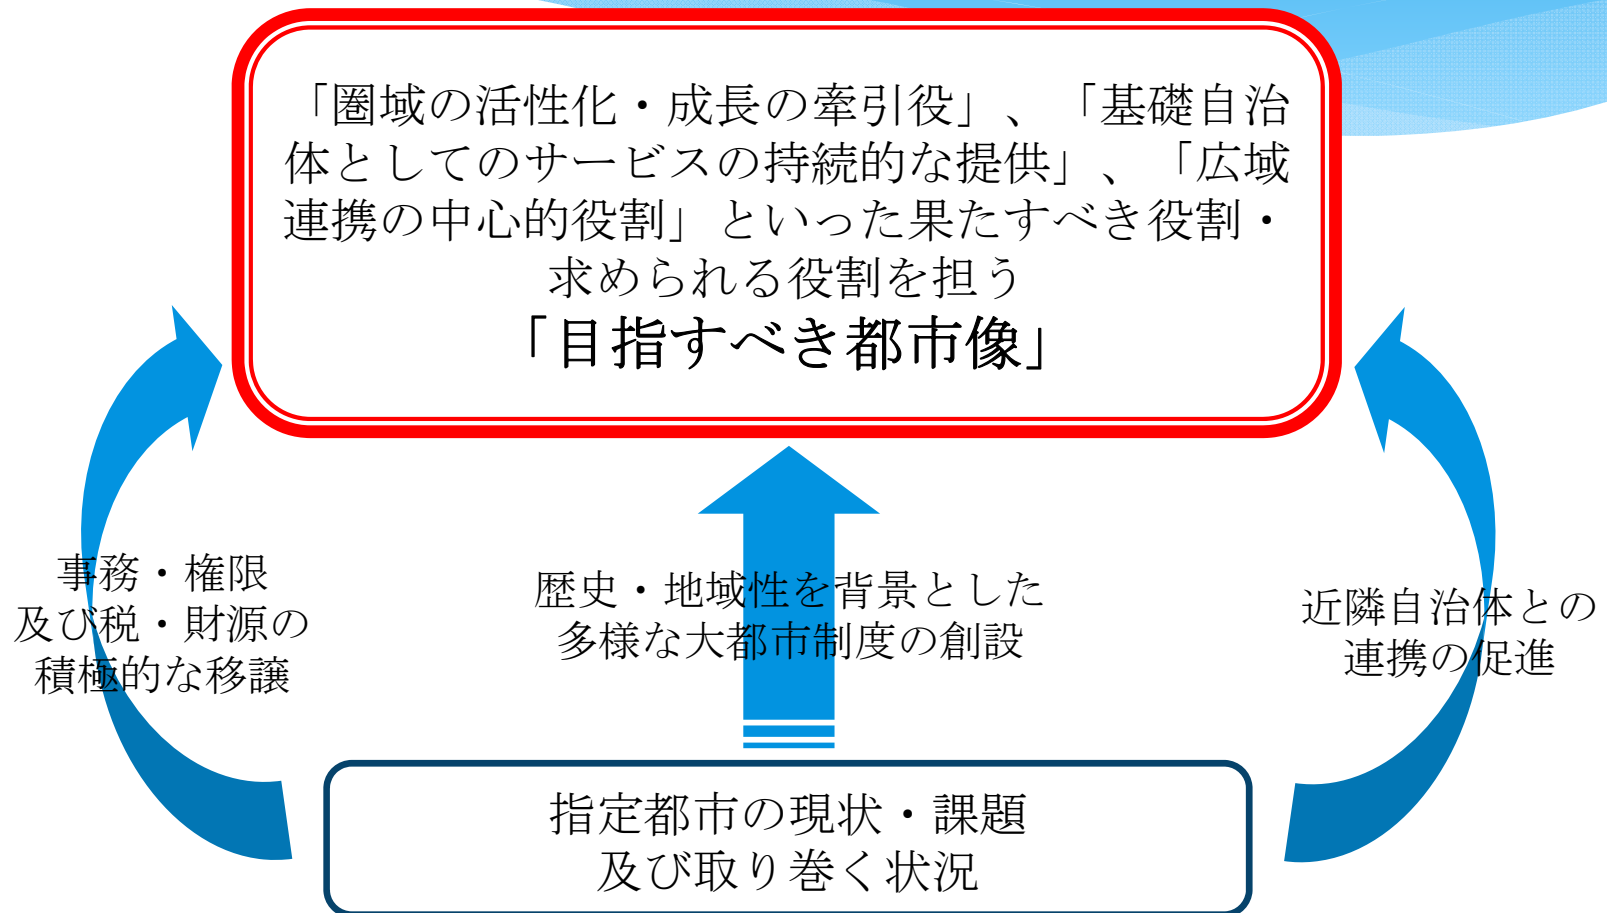 「圏域の活性化・成長の牽引役」、「基礎自治
体としてのサービスの持続的な提供」、「広域
連携の中心的役割」といった果たすべき役割・
求められる役割を担う
「目指すべき都市像」
事務・権限
及び税・財源の
積極的な移譲
歴史・地域性を背景とした
多様な大都市制度の創設
近隣自治体との
連携の促進
指定都市の現状・課題
及び取り巻く状況